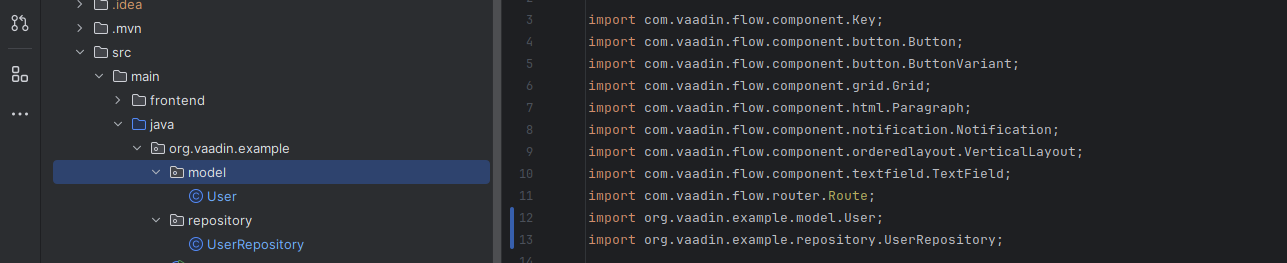 .idea
.mvn
src
main
frontend
java
org.vaadin.example
model
User
repository
UserRepository
3 import com.vaadin.flow.component.Key;
4 import com.vaadin.flow.component.button.Button;
5 import com.vaadin.flow.component.button.ButtonVariant;
6 import com.vaadin.flow.component.grid.Grid;
7 import com.vaadin.flow.component.html.Paragraph;
8 import com.vaadin.flow.component.notification.Notification;
9 import com.vaadin.flow.component.orderedlayout.VerticalLayout;
10 import com.vaadin.flow.component.textfield.TextField;
11 import com.vaadin.flow.router.Route;
12 import org.vaadin.example.model.User;
13 import org.vaadin.example.repository.UserRepository;
14